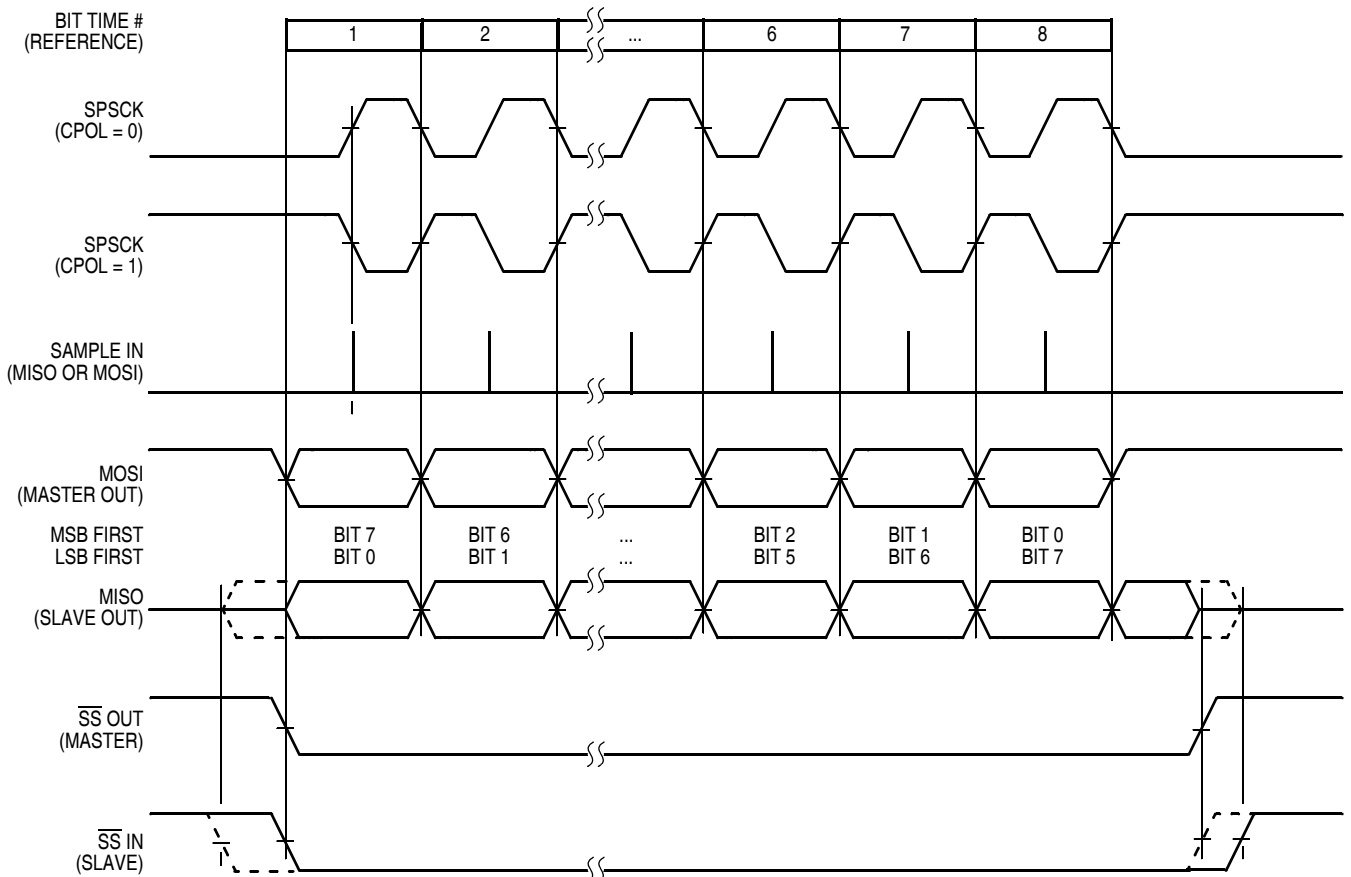 BIT TIME #
(REFERENCE)
1 2 ... 6 7 8
SPSCK
(CPOL = 0)
SPSCK
(CPOL = 1)
SAMPLE IN
(MISO OR MOSI)
MOSI
(MASTER OUT)
MSB FIRST BIT 7 BIT 6 ... BIT 2 BIT 1 BIT 0
LSB FIRST BIT 0 BIT 1 ... BIT 5 BIT 6 BIT 7
MISO
(SLAVE OUT)
S̅S̅ OUT
(MASTER)
S̅S̅ IN
(SLAVE)